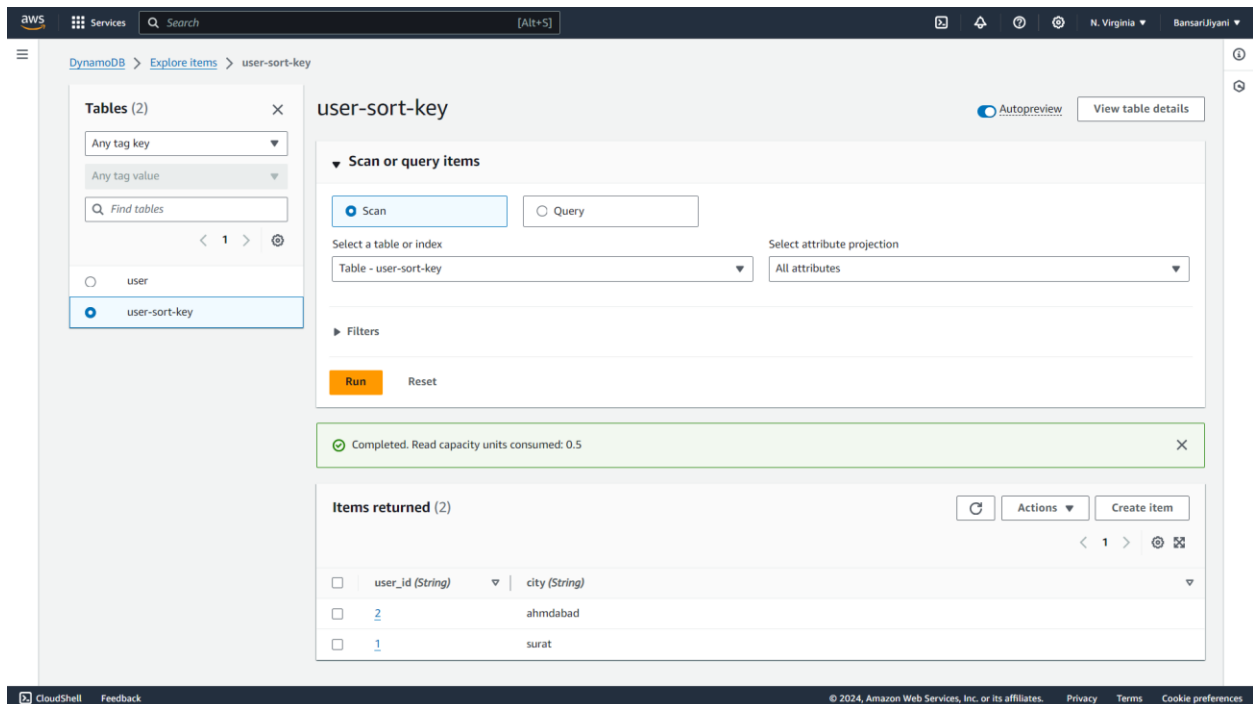 aws Services Search [Alt+S] N. Virginia ▼ BansariJiyani ▼
DynamoDB > Explore items > user-sort-key
Tables (2)
Any tag key
Any tag value
Find tables
< 1 >
user
user-sort-key
user-sort-key
Autopreview View table details
▼ Scan or query items
Scan Query
Select a table or index Select attribute projection
Table - user-sort-key All attributes
▶ Filters
Run Reset
Completed. Read capacity units consumed: 0.5
Items returned (2) Actions ▼ Create item
< 1 >
user_id (String) city (String)
2 ahmdabad
1 surat
CloudShell Feedback © 2024, Amazon Web Services, Inc. or its affiliates. Privacy Terms Cookie preferences